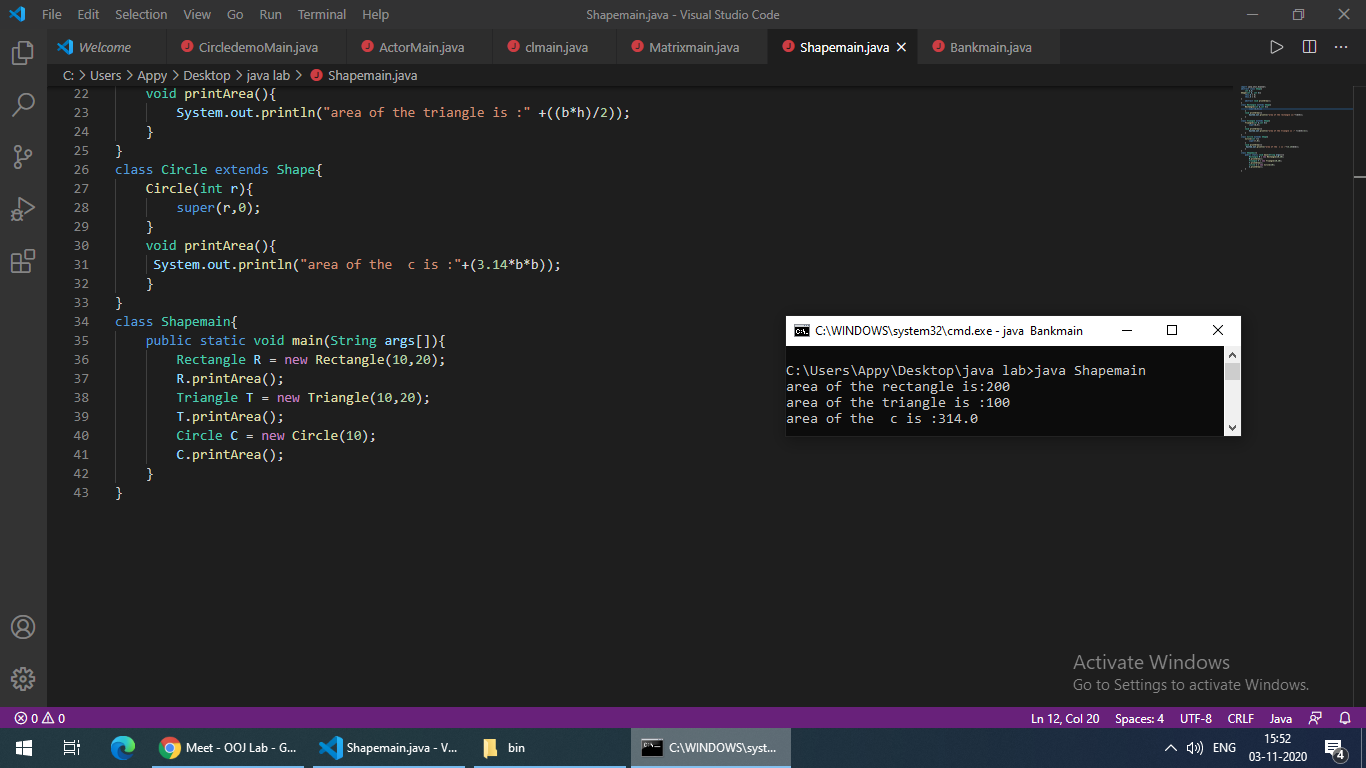 File Edit Selection View Go Run Terminal Help Shapemain.java - Visual Studio Code
Welcome CircledemoMain.java ActorMain.java clmain.java Matrixmain.java Shapemain.java Bankmain.java
C: > Users > Appy > Desktop > java lab > Shapemain.java
22 void printArea(){
23 System.out.println("area of the triangle is :" +((b*h)/2));
24 }
25 }
26 class Circle extends Shape{
27 Circle(int r){
28 super(r,0);
29 }
30 void printArea(){
31 System.out.println("area of the  c is :"+(3.14*b*b));
32 }
33 }
34 class Shapemain{
35 public static void main(String args[]){
36 Rectangle R = new Rectangle(10,20);
37 R.printArea();
38 Triangle T = new Triangle(10,20);
39 T.printArea();
40 Circle C = new Circle(10);
41 C.printArea();
42 }
43 }
C:\WINDOWS\system32\cmd.exe - java Bankmain
C:\Users\Appy\Desktop\java lab>java Shapemain
area of the rectangle is:200
area of the triangle is :100
area of the  c is :314.0
Activate Windows
Go to Settings to activate Windows.
0 0 Ln 12, Col 20 Spaces: 4 UTF-8 CRLF Java
Meet - OOJ Lab - G... Shapemain.java - V... bin C:\WINDOWS\syst... ENG 15:52
03-11-2020 4